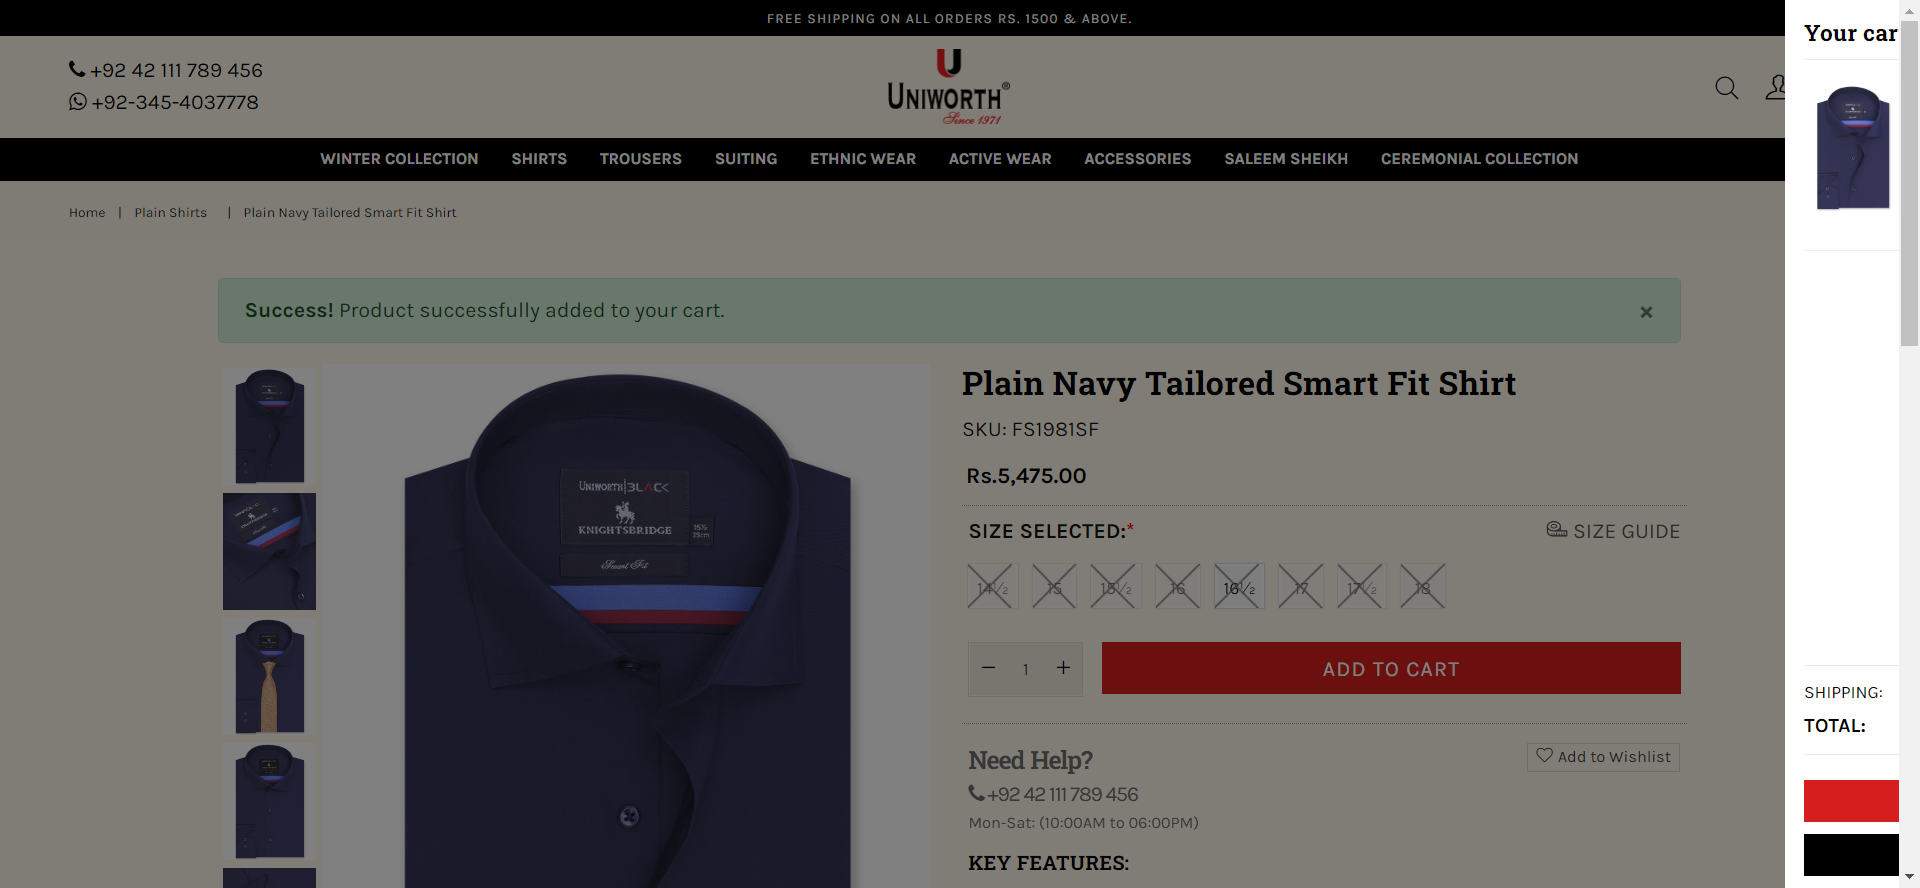 FREE SHIPPING ON ALL ORDERS RS. 1500 & ABOVE.
Your car
+92 42 111 789 456
+92-345-4037778
UNIWORTH®
Since 1971
WINTER COLLECTION SHIRTS TROUSERS SUITING ETHNIC WEAR ACTIVE WEAR ACCESSORIES SALEEM SHEIKH CEREMONIAL COLLECTION
Home | Plain Shirts | Plain Navy Tailored Smart Fit Shirt
Success! Product successfully added to your cart.
×
Plain Navy Tailored Smart Fit Shirt
SKU: FS1981SF
Rs.5,475.00
SIZE SELECTED:*
SIZE GUIDE
14½ 15 15½ 16 16½ 17 17½ 18
− 1 +
ADD TO CART
UNIWORTH|BLACK
KNIGHTSBRIDGE
15½
39cm
Smart Fit
Need Help?
Add to Wishlist
+92 42 111 789 456
Mon-Sat: (10:00AM to 06:00PM)
KEY FEATURES:
SHIPPING:
TOTAL: